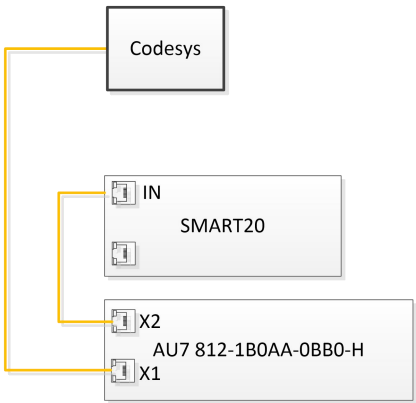 Codesys
IN
SMART20
X2
AU7 812-1B0AA-0BB0-H
X1